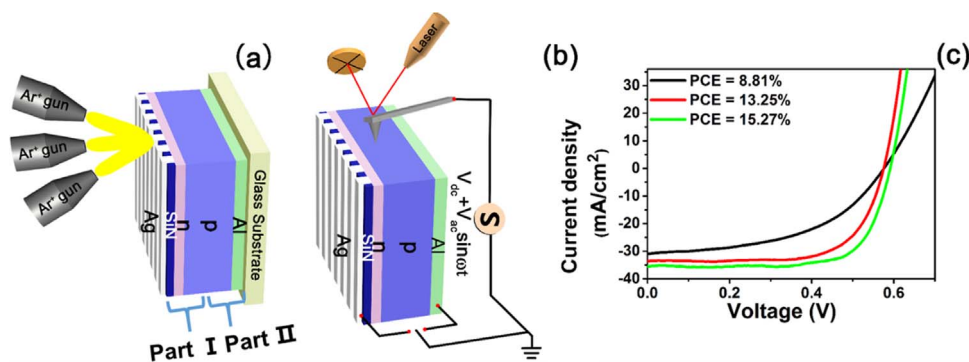 (a)
Ar⁺ gun
Ar⁺ gun
Ar⁺ gun
Ag
SiN
n
p
Al
Glass Substrate
Part I Part II
(b)
Laser
Ag
SiN
n
p
Al
V_dc+V_ac sinωt
S
(c)
PCE = 8.81%
PCE = 13.25%
PCE = 15.27%
Current density
(mA/cm²)
30
20
10
0
-10
-20
-30
-40
0.0 0.2 0.4 0.6
Voltage (V)